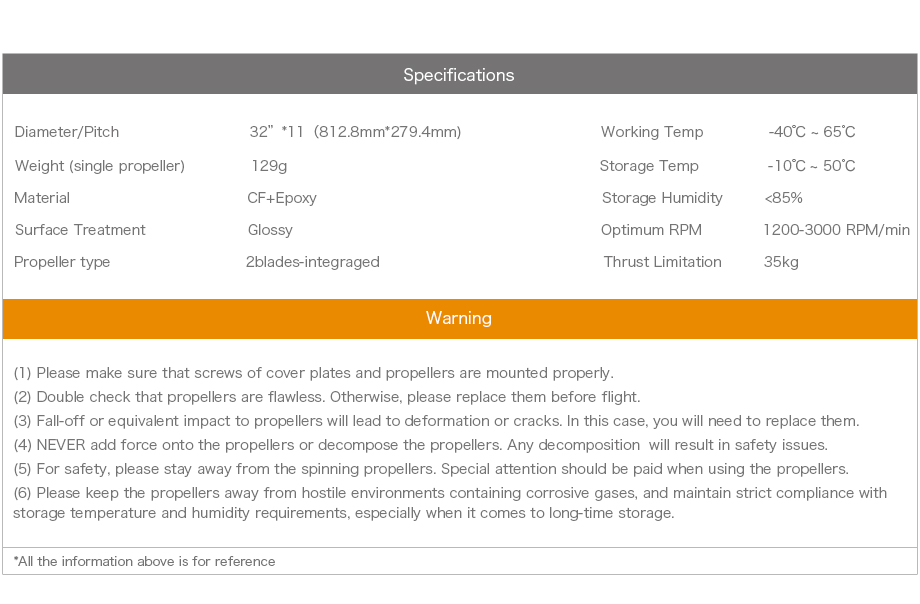 Specifications
Diameter/Pitch 32” *11 (812.8mm*279.4mm) Working Temp -40℃ ~ 65℃
Weight (single propeller) 129g Storage Temp -10℃ ~ 50℃
Material CF+Epoxy Storage Humidity <85%
Surface Treatment Glossy Optimum RPM 1200-3000 RPM/min
Propeller type 2blades-integraged Thrust Limitation 35kg
Warning
(1) Please make sure that screws of cover plates and propellers are mounted properly.
(2) Double check that propellers are flawless. Otherwise, please replace them before flight.
(3) Fall-off or equivalent impact to propellers will lead to deformation or cracks. In this case, you will need to replace them.
(4) NEVER add force onto the propellers or decompose the propellers. Any decomposition will result in safety issues.
(5) For safety, please stay away from the spinning propellers. Special attention should be paid when using the propellers.
(6) Please keep the propellers away from hostile environments containing corrosive gases, and maintain strict compliance with
storage temperature and humidity requirements, especially when it comes to long-time storage.
*All the information above is for reference